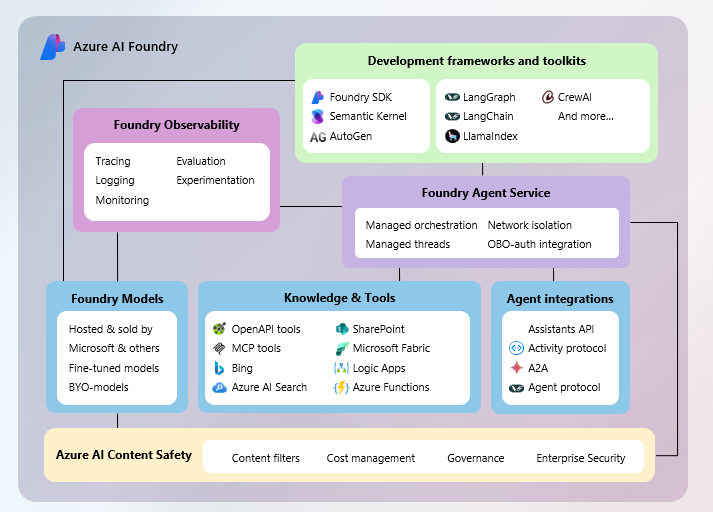 Azure AI Foundry
Development frameworks and toolkits
Foundry SDK
Semantic Kernel
AG AutoGen
LangGraph
LangChain
LlamaIndex
CrewAI
And more...
Foundry Observability
Tracing
Logging
Monitoring
Evaluation
Experimentation
Foundry Agent Service
Managed orchestration
Managed threads
Network isolation
OBO-auth integration
Foundry Models
Hosted & sold by
Microsoft & others
Fine-tuned models
BYO-models
Knowledge & Tools
OpenAPI tools
MCP tools
Bing
Azure AI Search
SharePoint
Microsoft Fabric
Logic Apps
Azure Functions
Agent integrations
Assistants API
Activity protocol
A2A
Agent protocol
Azure AI Content Safety
Content filters
Cost management
Governance
Enterprise Security